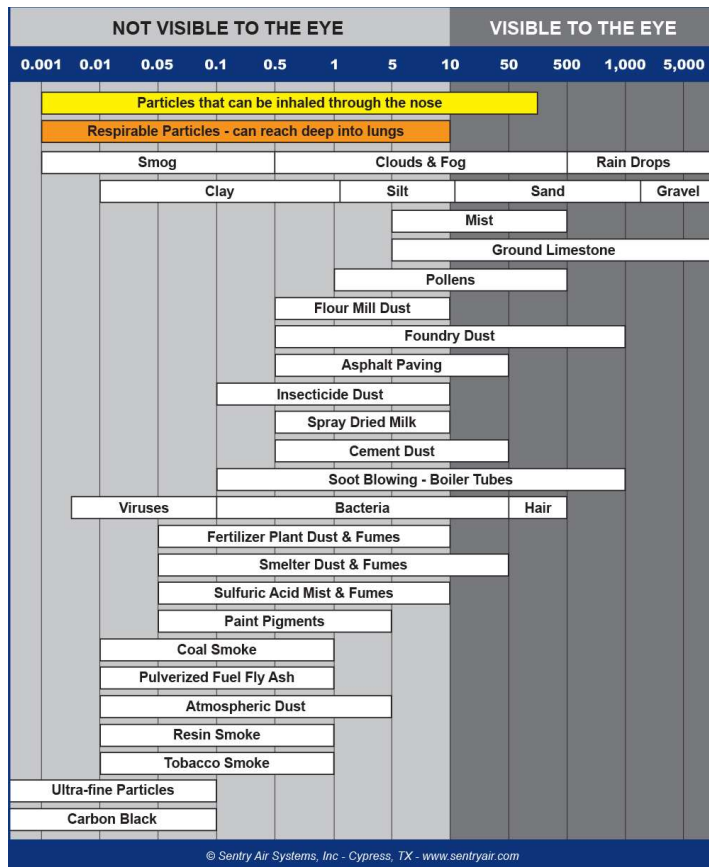 NOT VISIBLE TO THE EYE VISIBLE TO THE EYE
0.001 0.01 0.05 0.1 0.5 1 5 10 50 500 1,000 5,000
Particles that can be inhaled through the nose
Respirable Particles - can reach deep into lungs
Smog Clouds & Fog Rain Drops
Clay Silt Sand Gravel
Mist
Ground Limestone
Pollens
Flour Mill Dust
Foundry Dust
Asphalt Paving
Insecticide Dust
Spray Dried Milk
Cement Dust
Soot Blowing - Boiler Tubes
Viruses Bacteria Hair
Fertilizer Plant Dust & Fumes
Smelter Dust & Fumes
Sulfuric Acid Mist & Fumes
Paint Pigments
Coal Smoke
Pulverized Fuel Fly Ash
Atmospheric Dust
Resin Smoke
Tobacco Smoke
Ultra-fine Particles
Carbon Black
© Sentry Air Systems, Inc - Cypress, TX - www.sentryair.com